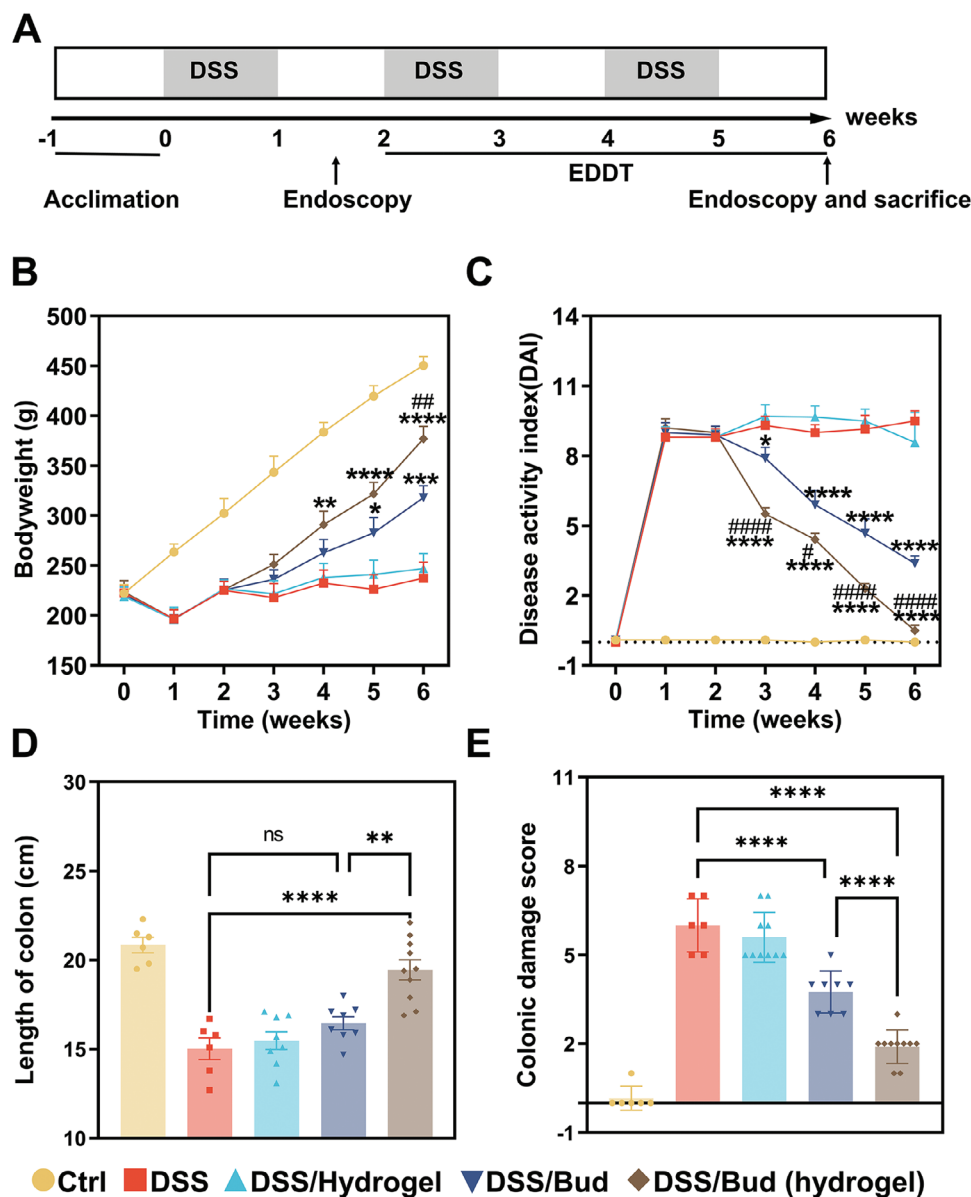 A
DSS DSS DSS
weeks
-1 0 1 2 3 4 5 6
EDDT
Acclimation Endoscopy Endoscopy and sacrifice
B
500
450
400
350
300
250
200
150
Bodyweight (g)
##
****
****
***
**
*
0 1 2 3 4 5 6
Time (weeks)
C
14
11
8
5
2
-1
Disease activity index(DAI)
*
****
****
****
####
****
#
****
####
****
####
****
0 1 2 3 4 5 6
Time (weeks)
D
30
25
20
15
10
Length of colon (cm)
ns
**
****
E
11
8
5
2
-1
Colonic damage score
****
****
****
Ctrl DSS DSS/Hydrogel DSS/Bud DSS/Bud (hydrogel)